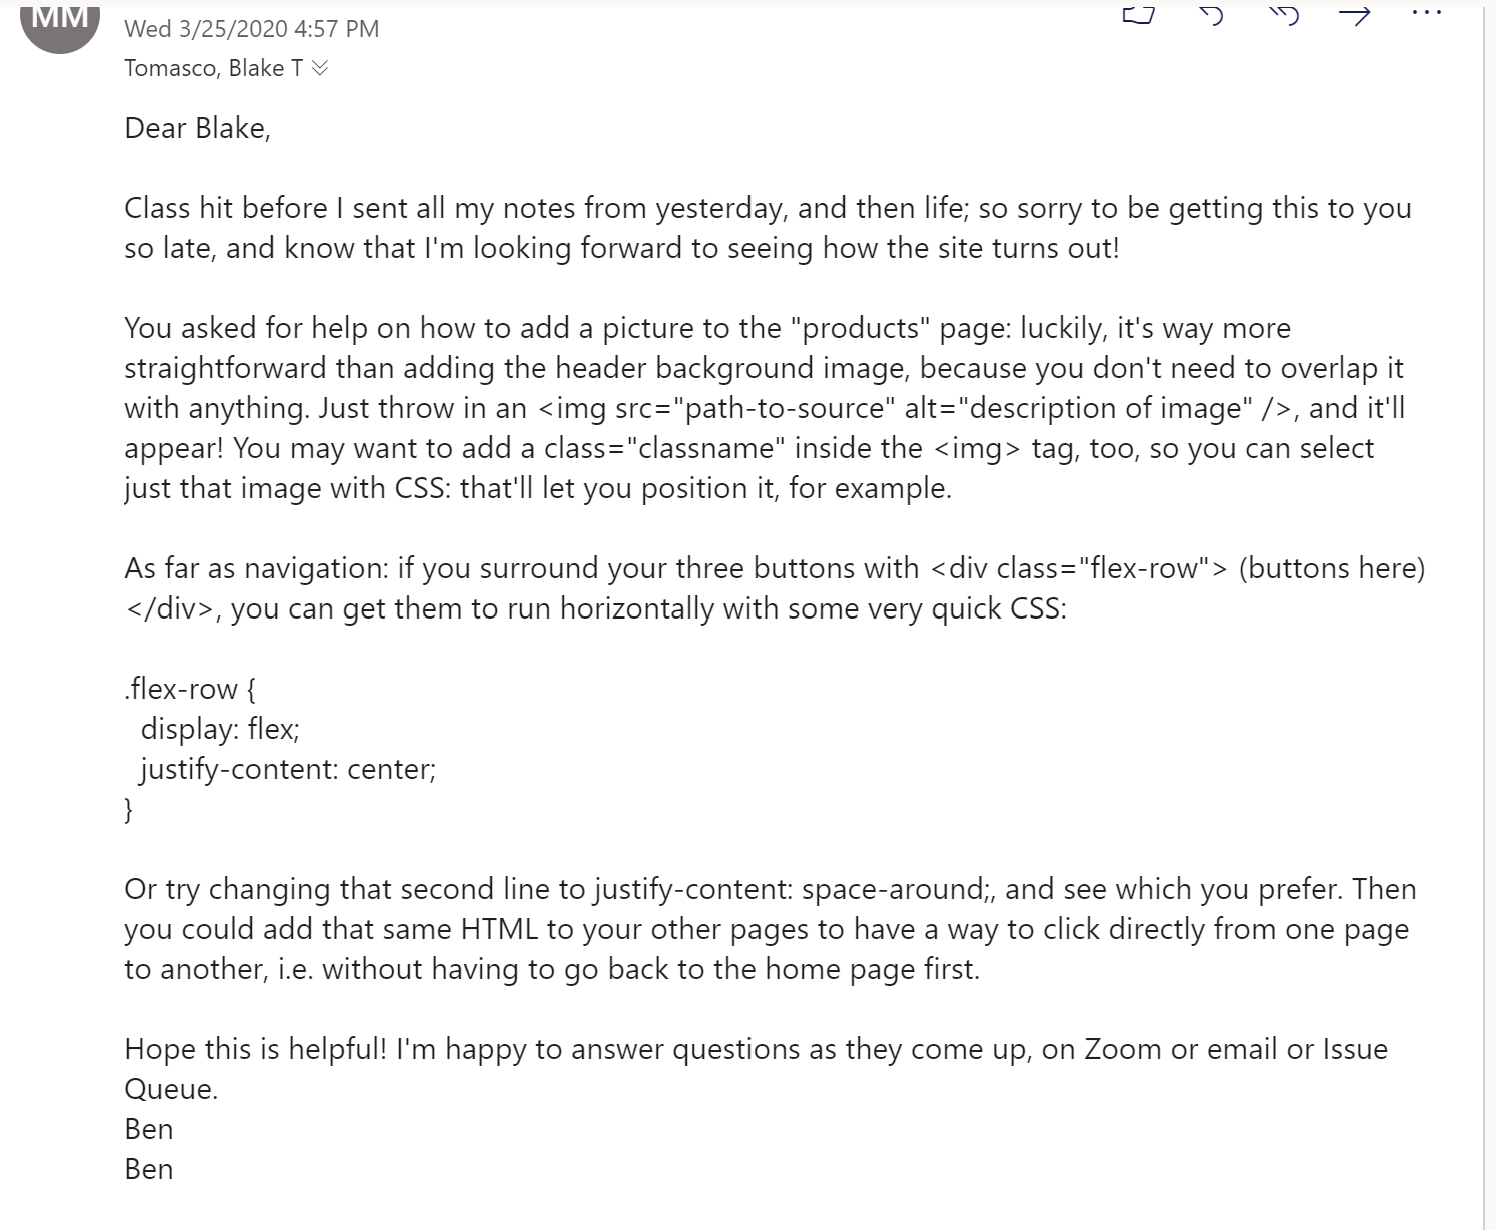 MM
Wed 3/25/2020 4:57 PM
Tomasco, Blake T
Dear Blake,
Class hit before I sent all my notes from yesterday, and then life; so sorry to be getting this to you
so late, and know that I'm looking forward to seeing how the site turns out!
You asked for help on how to add a picture to the "products" page: luckily, it's way more
straightforward than adding the header background image, because you don't need to overlap it
with anything. Just throw in an <img src="path-to-source" alt="description of image" />, and it'll
appear! You may want to add a class="classname" inside the <img> tag, too, so you can select
just that image with CSS: that'll let you position it, for example.
As far as navigation: if you surround your three buttons with <div class="flex-row"> (buttons here)
</div>, you can get them to run horizontally with some very quick CSS:
.flex-row {
  display: flex;
  justify-content: center;
}
Or try changing that second line to justify-content: space-around;, and see which you prefer. Then
you could add that same HTML to your other pages to have a way to click directly from one page
to another, i.e. without having to go back to the home page first.
Hope this is helpful! I'm happy to answer questions as they come up, on Zoom or email or Issue
Queue.
Ben
Ben